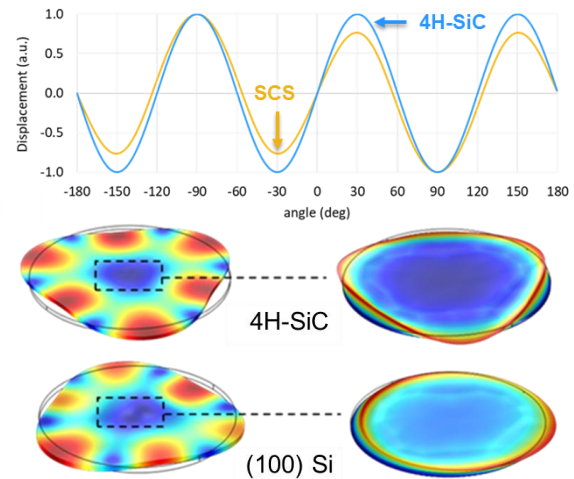 Displacement (a.u.)
1.0
0.5
0.0
-0.5
-1.0
4H-SiC
SCS
-180 -150 -120 -90 -60 -30 0 30 60 90 120 150 180
angle (deg)
4H-SiC
(100) Si